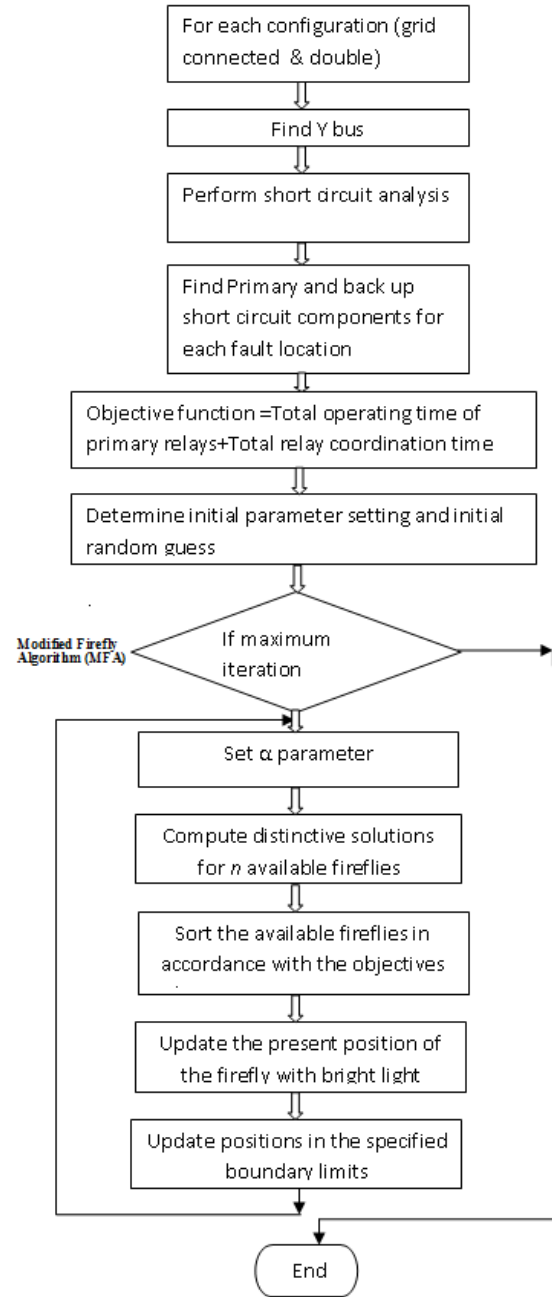 For each configuration (grid
connected & double)
Find Y bus
Perform short circuit analysis
Find Primary and back up
short circuit components for
each fault location
Objective function =Total operating time of
primary relays+Total relay coordination time
Determine initial parameter setting and initial
random guess
Modified Firefly
Algorithm (MFA)
If maximum
iteration
Set α parameter
Compute distinctive solutions
for n available fireflies
Sort the available fireflies in
accordance with the objectives
Update the present position of
the firefly with bright light
Update positions in the specified
boundary limits
End